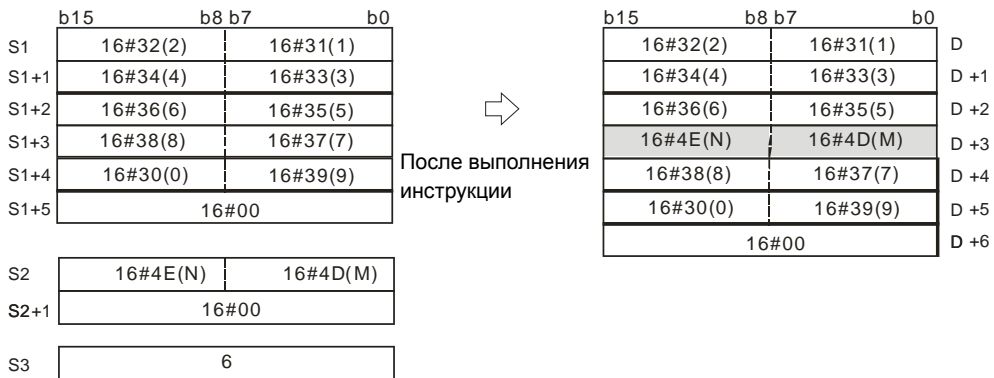 b15 b8 b7 b0
S1 16#32(2) 16#31(1)
S1+1 16#34(4) 16#33(3)
S1+2 16#36(6) 16#35(5)
S1+3 16#38(8) 16#37(7)
S1+4 16#30(0) 16#39(9)
S1+5 16#00
S2 16#4E(N) 16#4D(M)
S2+1 16#00
S3 6
После выполнения
инструкции
b15 b8 b7 b0
16#32(2) 16#31(1) D
16#34(4) 16#33(3) D +1
16#36(6) 16#35(5) D +2
16#4E(N) 16#4D(M) D +3
16#38(8) 16#37(7) D +4
16#30(0) 16#39(9) D +5
16#00 D +6